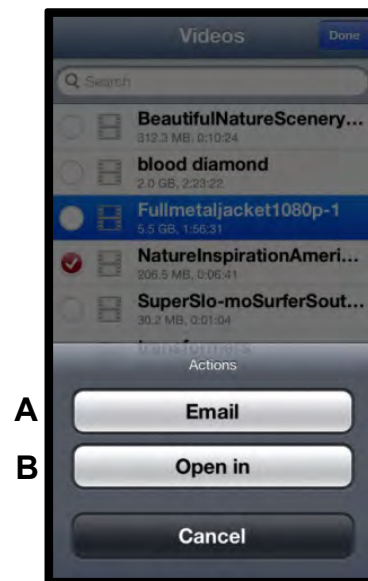 Videos Done
Search
BeautifulNatureScenery...
312.3 MB, 0:10:24
blood diamond
2.0 GB, 2:23:22
Fullmetaljacket1080p-1
5.5 GB, 1:56:31
NatureInspirationAmeri...
206.5 MB, 0:06:41
SuperSlo-moSurferSout...
30.2 MB, 0:01:04
transformers
Actions
A Email
B Open in
Cancel